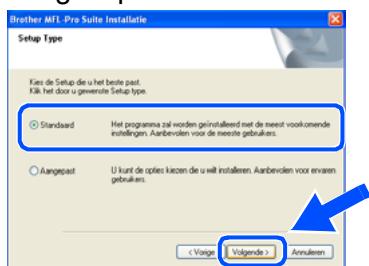 Brother MFL-Pro Suite Installatie
Setup Type
Kies de Setup die u het beste past.
Klik het door u gewenste Setup type.
Standaard
Het programma zal worden geïnstalleerd met de meest voorkomende
instellingen. Aanbevolen voor de meeste gebruikers.
Aangepast
U kunt de opties kiezen die u wilt installeren. Aanbevolen voor ervaren
gebruikers.
< Vorige
Volgende >
Annuleren